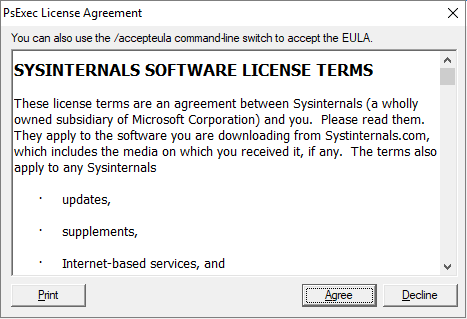 PsExec License Agreement
You can also use the /accepteula command-line switch to accept the EULA.
SYSINTERNALS SOFTWARE LICENSE TERMS
These license terms are an agreement between Sysinternals (a wholly
owned subsidiary of Microsoft Corporation) and you.  Please read them.
They apply to the software you are downloading from Systinternals.com,
which includes the media on which you received it, if any.  The terms also
apply to any Sysinternals
· updates,
· supplements,
· Internet-based services, and
Print Agree Decline